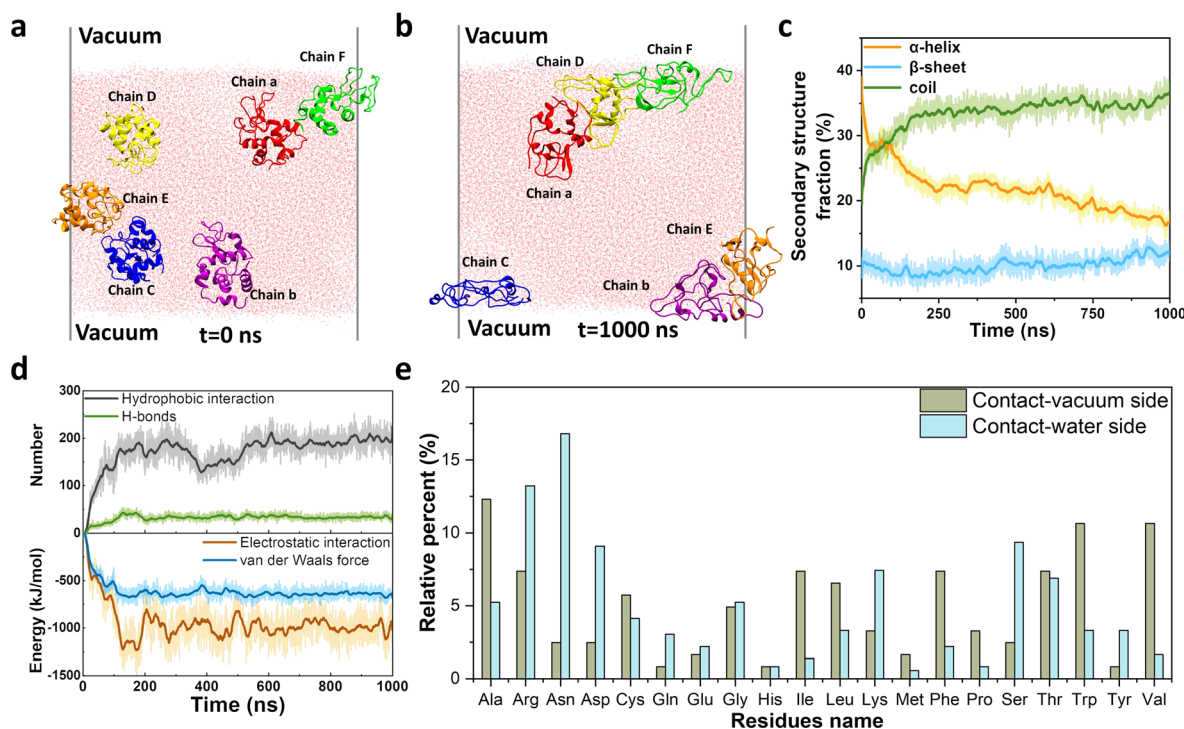 a
Vacuum
Chain F
Chain a
Chain D
Chain E
Chain C
Chain b
Vacuum
t=0 ns
b
Vacuum
Chain D
Chain F
Chain a
Chain E
Chain C
Chain b
Vacuum
t=1000 ns
c
Secondary structure
fraction (%)
α-helix
β-sheet
coil
40
30
20
10
0
250
500
750
1000
Time (ns)
d
Number
300
200
100
0
Hydrophobic interaction
H-bonds
Energy (kJ/mol)
-500
-1000
-1500
Electrostatic interaction
van der Waals force
0
200
400
600
800
1000
Time (ns)
e
Relative percent (%)
20
15
10
5
0
Contact-vacuum side
Contact-water side
Ala Arg Asn Asp Cys Gln Glu Gly His Ile Leu Lys Met Phe Pro Ser Thr Trp Tyr Val
Residues name